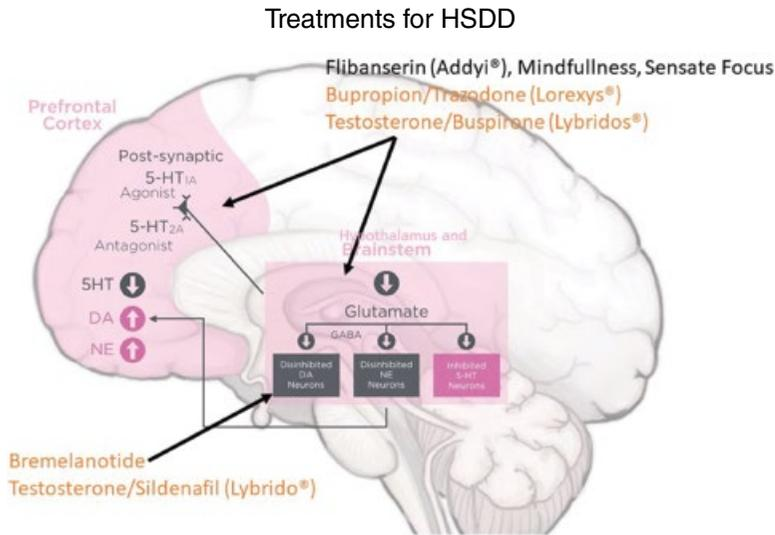 Treatments for HSDD
Flibanserin (Addyi®), Mindfullness, Sensate Focus
Bupropion/Trazodone (Lorexys®)
Testosterone/Buspirone (Lybridos®)
Prefrontal
Cortex
Post-synaptic
5-HT1A
Agonist
5-HT2A
Antagonist
5HT
DA
NE
Hypothalamus and
Brainstem
Glutamate
GABA
Disinhibited
DA
Neurons
Disinhibited
NE
Neurons
Inhibited
5-HT
Neurons
Bremelanotide
Testosterone/Sildenafil (Lybrido®)